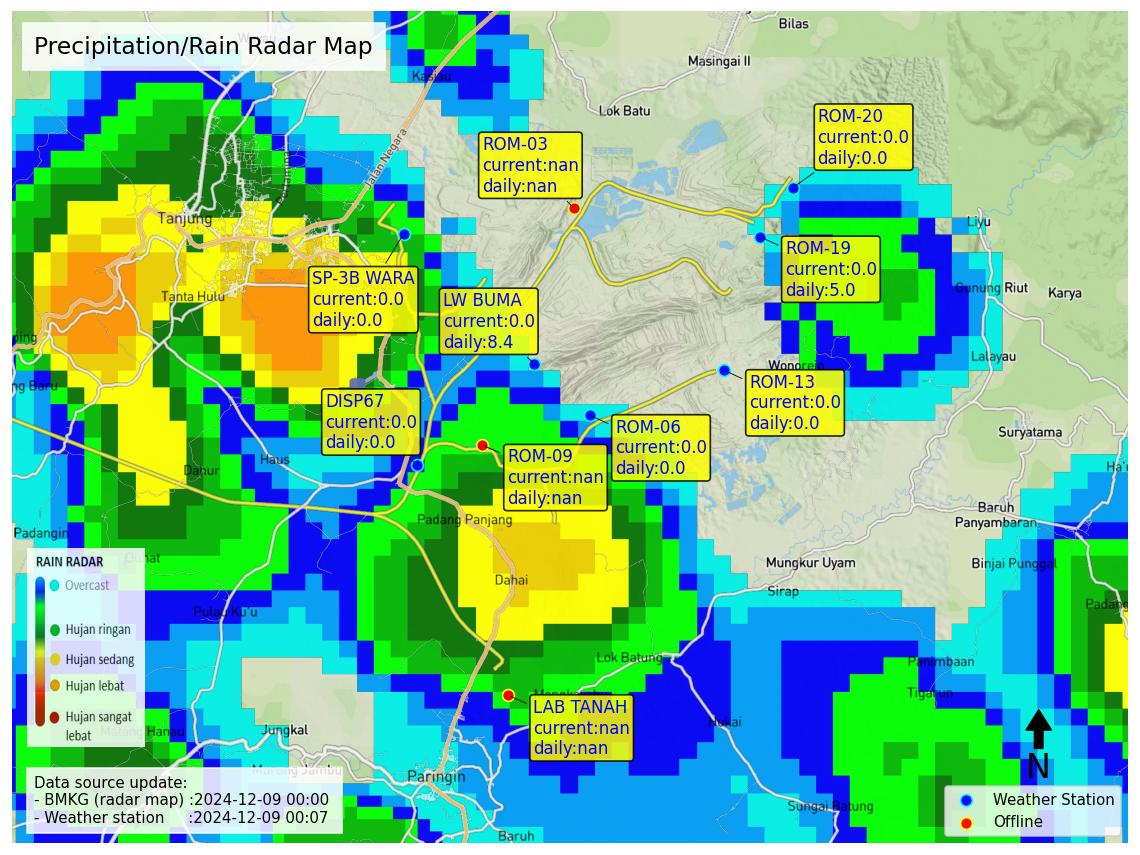 Precipitation/Rain Radar Map
Bilas
Masingai II
Kasiau
Lok Batu
ROM-20
current:0.0
daily:0.0
ROM-03
current:nan
daily:nan
Jalan Negara
Tanjung
Liyu
ROM-19
current:0.0
daily:5.0
SP-3B WARA
current:0.0
daily:0.0
Tanta Hulu
LW BUMA
current:0.0
daily:8.4
Gunung Riut
Karya
Lalayau
Wonorejo
ROM-13
current:0.0
daily:0.0
DISP67
current:0.0
daily:0.0
ROM-06
current:0.0
daily:0.0
Suryatama
ROM-09
current:nan
daily:nan
Haus
Dahur
Padang Panjang
Baruh
Panyambaran
Padangin
Mungkur Uyam
Binjai Punggal
Dahai
Sirap
Padang
Pulau Ku'u
RAIN RADAR
Overcast
Hujan ringan
Hujan sedang
Hujan lebat
Hujan sangat
lebat
Lok Batung
Panimbaan
Tigarun
LAB TANAH
current:nan
daily:nan
Hukai
Jungkal
Matang Hanau
Murung Jambu
Paringin
N
Data source update:
- BMKG (radar map) :2024-12-09 00:00
- Weather station :2024-12-09 00:07
Sungai Batung
Baruh
Weather Station
Offline